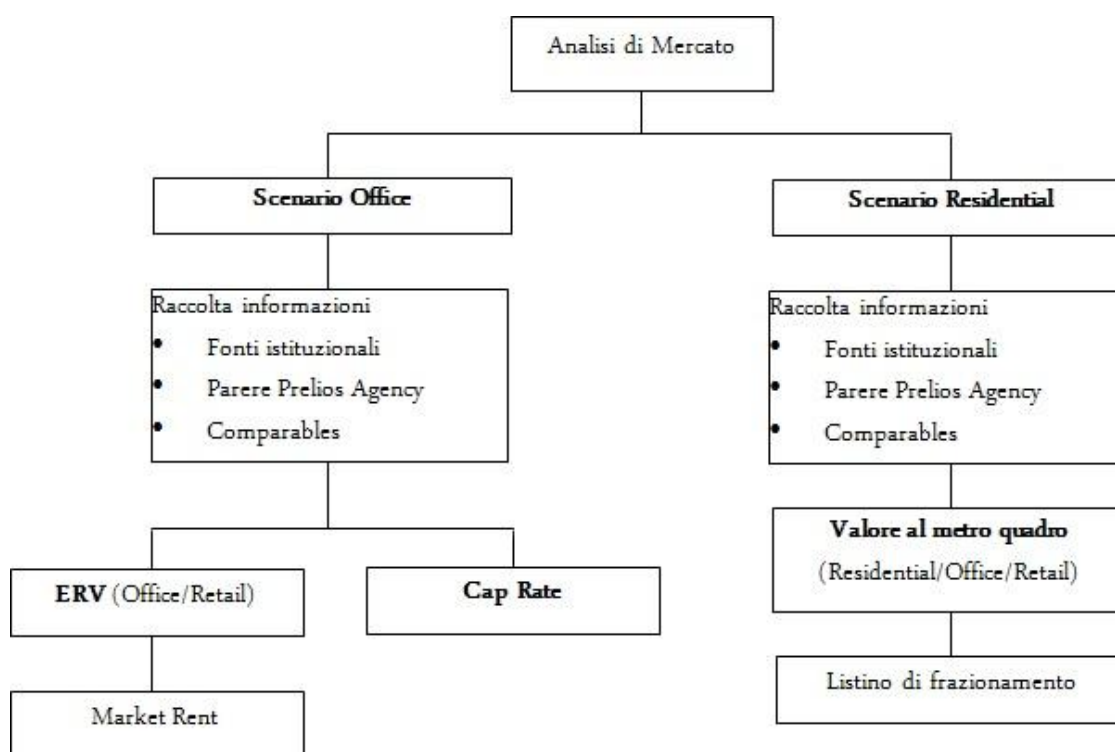 Analisi di Mercato
Scenario Office
Raccolta informazioni
• Fonti istituzionali
• Parere Prelios Agency
• Comparables
ERV (Office/Retail)
Market Rent
Cap Rate
Scenario Residential
Raccolta informazioni
• Fonti istituzionali
• Parere Prelios Agency
• Comparables
Valore al metro quadro
(Residential/Office/Retail)
Listino di frazionamento